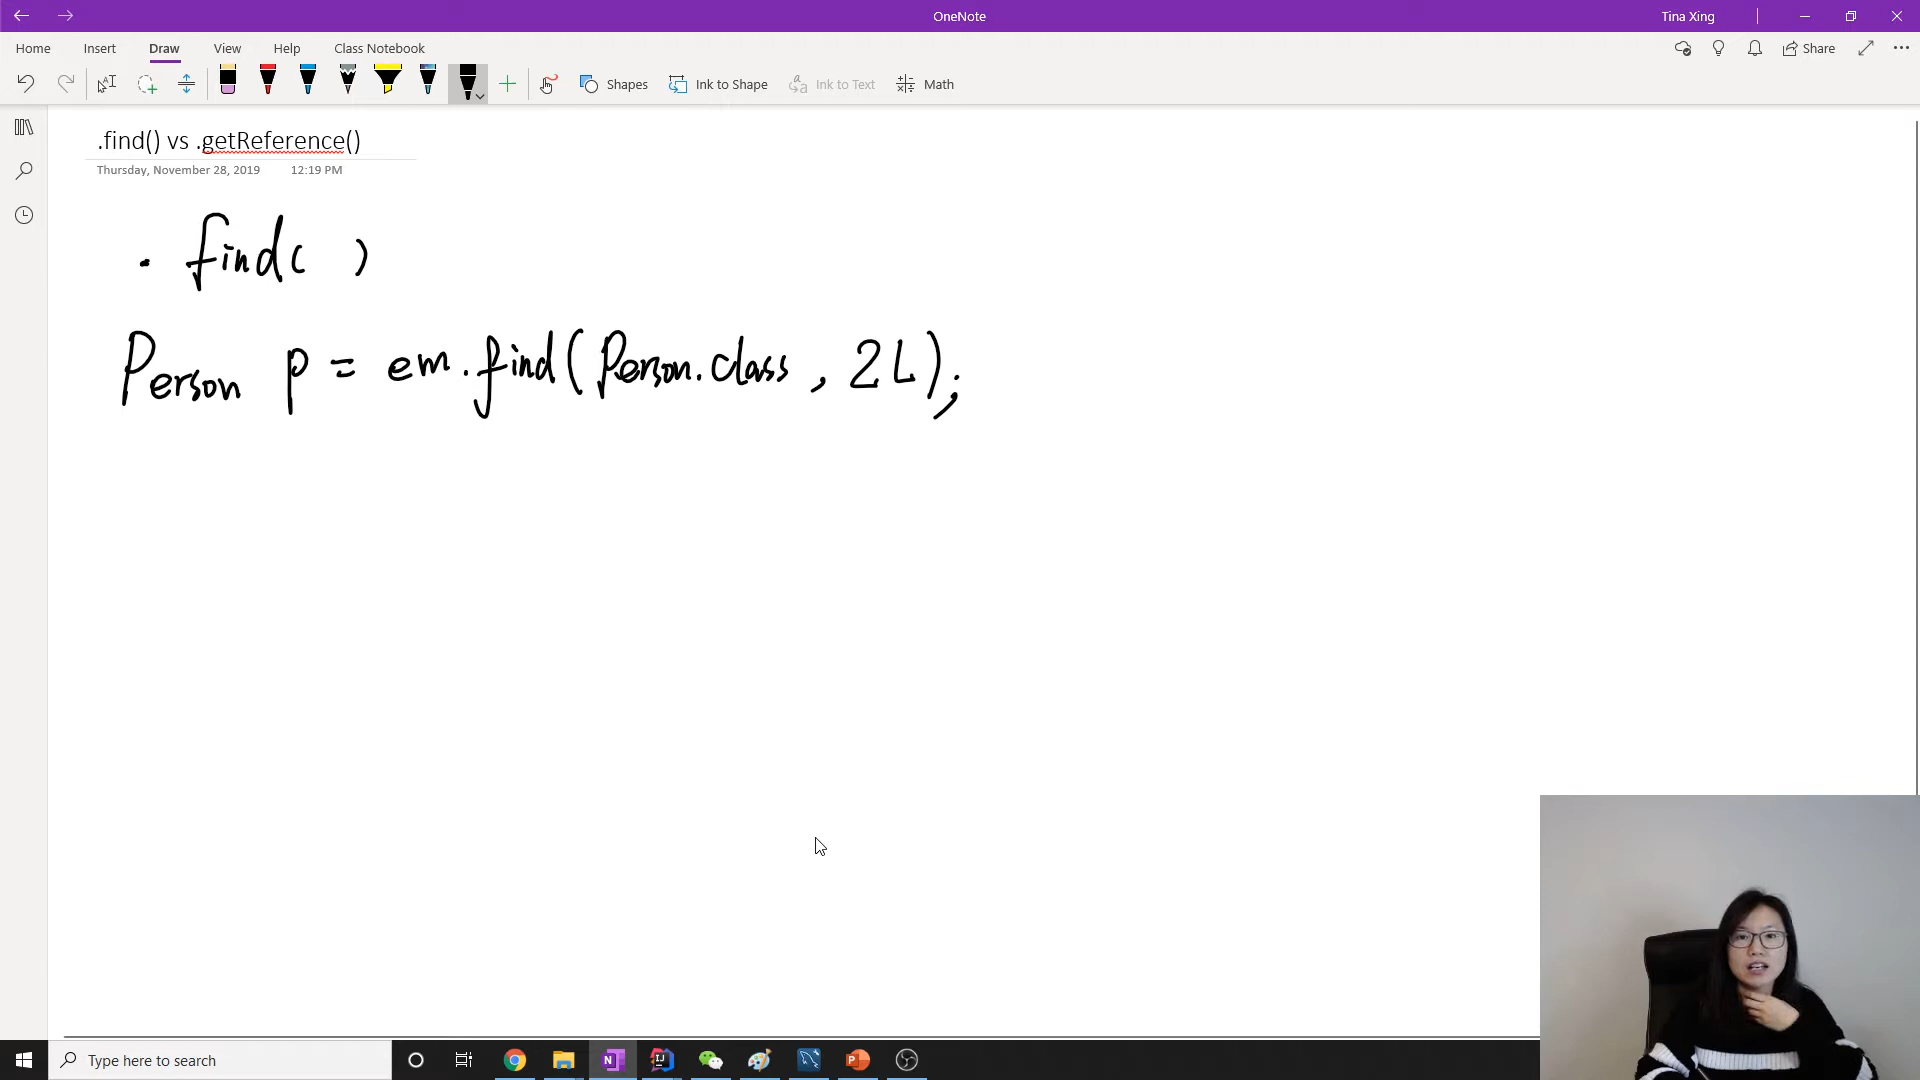 OneNote
Tina Xing
Home Insert Draw View Help Class Notebook
Share
Shapes Ink to Shape Ink to Text Math
.find() vs .getReference()
Thursday, November 28, 2019 12:19 PM
. find( )
Person p = em.find(Person.class, 2L);
Type here to search